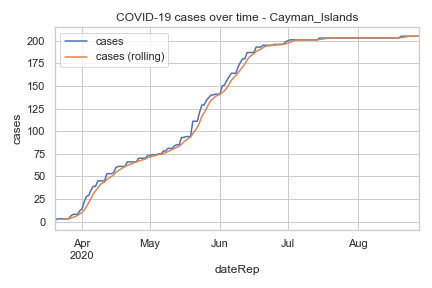 COVID-19 cases over time - Cayman_Islands
cases
cases (rolling)
200
175
150
125
100
75
50
25
0
cases
Apr May Jun Jul Aug
2020
dateRep